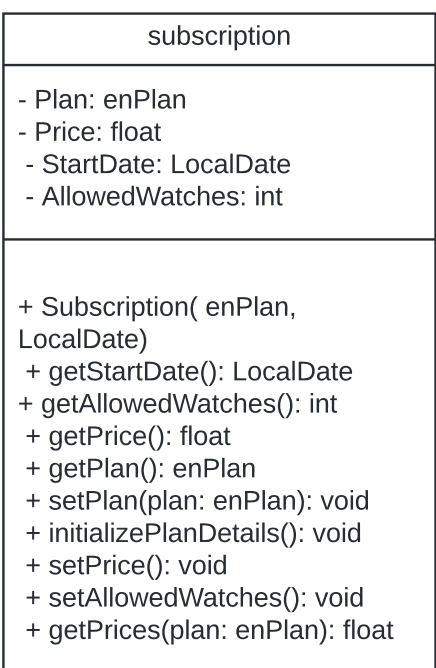 subscription
- Plan: enPlan
- Price: float
- StartDate: LocalDate
- AllowedWatches: int
+ Subscription( enPlan,
LocalDate)
+ getStartDate(): LocalDate
+ getAllowedWatches(): int
+ getPrice(): float
+ getPlan(): enPlan
+ setPlan(plan: enPlan): void
+ initializePlanDetails(): void
+ setPrice(): void
+ setAllowedWatches(): void
+ getPrices(plan: enPlan): float